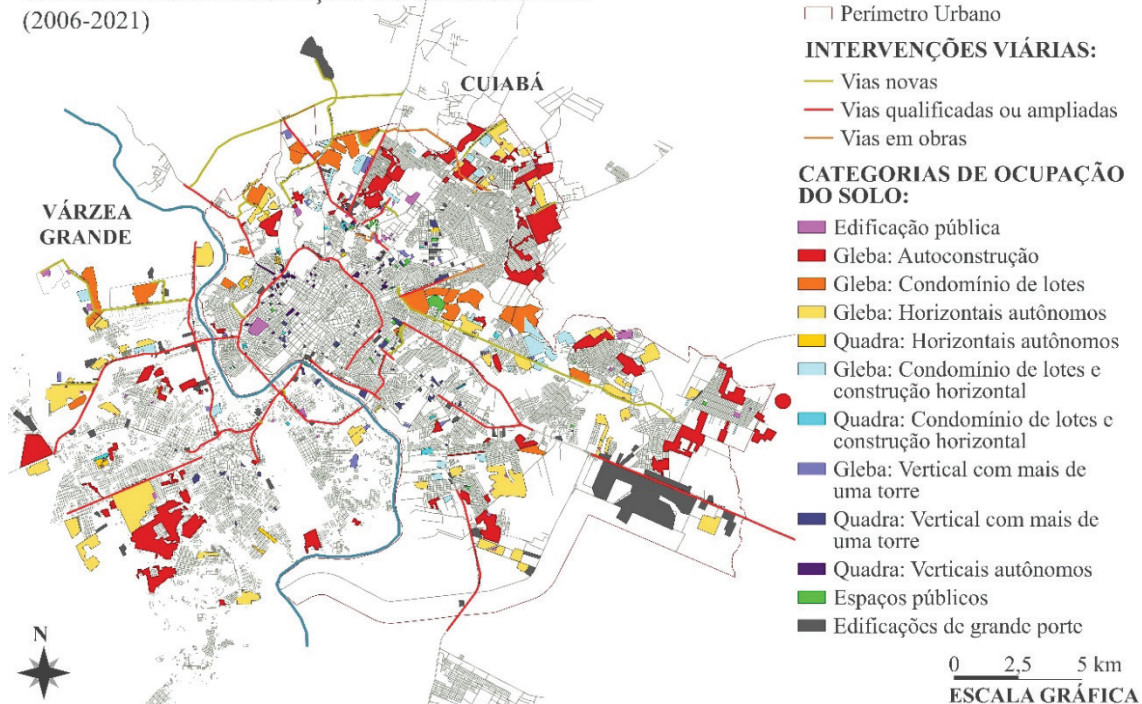 (2006-2021)
CUIABÁ
VÁRZEA
GRANDE
N
Perímetro Urbano
INTERVENÇÕES VIÁRIAS:
Vias novas
Vias qualificadas ou ampliadas
Vias em obras
CATEGORIAS DE OCUPAÇÃO
DO SOLO:
Edificação pública
Gleba: Autoconstrução
Gleba: Condomínio de lotes
Gleba: Horizontais autônomos
Quadra: Horizontais autônomos
Gleba: Condomínio de lotes e
construção horizontal
Quadra: Condomínio de lotes e
construção horizontal
Gleba: Vertical com mais de
uma torre
Quadra: Vertical com mais de
uma torre
Quadra: Verticais autônomos
Espaços públicos
Edificações de grande porte
0 2,5 5 km
ESCALA GRÁFICA